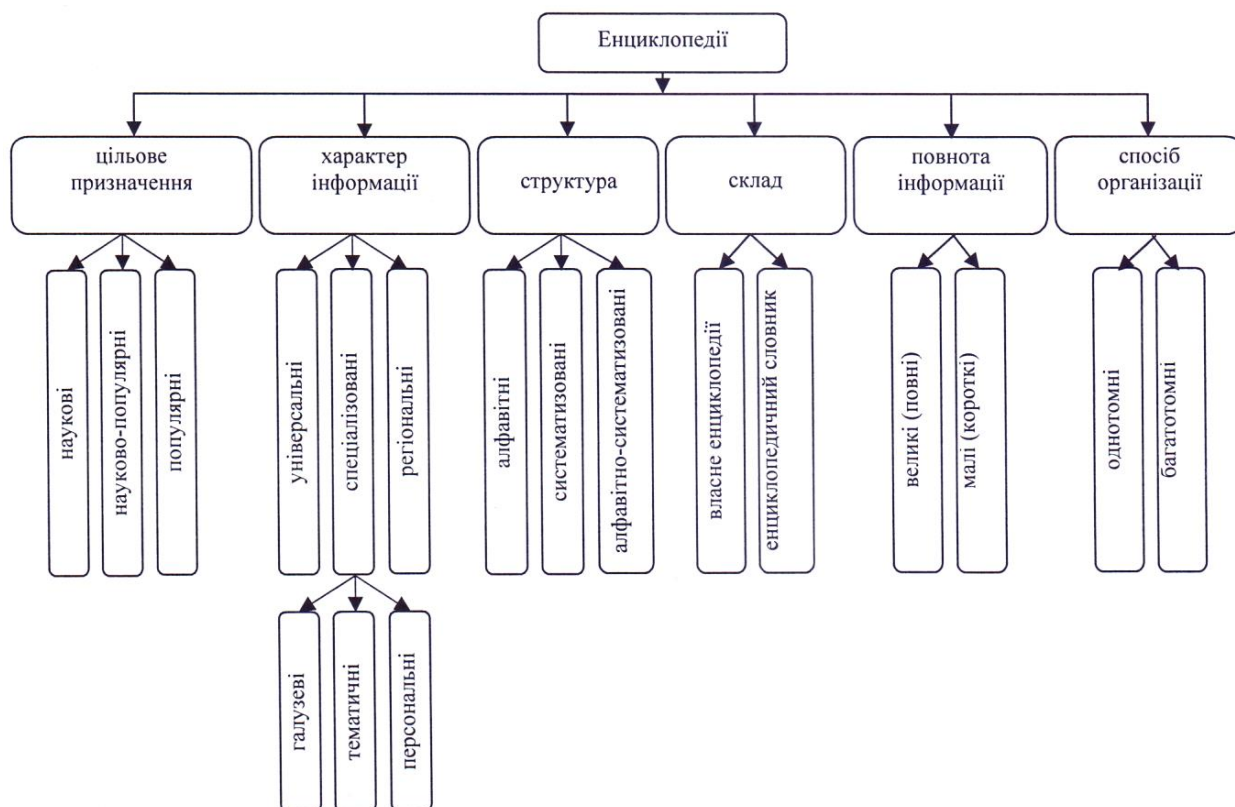 Енциклопедії
цільове
призначення
характер
інформації
структура
склад
повнота
інформації
спосіб
організації
наукові
науково-популярні
популярні
універсальні
спеціалізовані
регіональні
алфавітні
систематизовані
алфавітно-систематизовані
власне енциклопедії
енциклопедичний словник
великі (повні)
малі (короткі)
однотомні
багатотомні
галузеві
тематичні
персональні